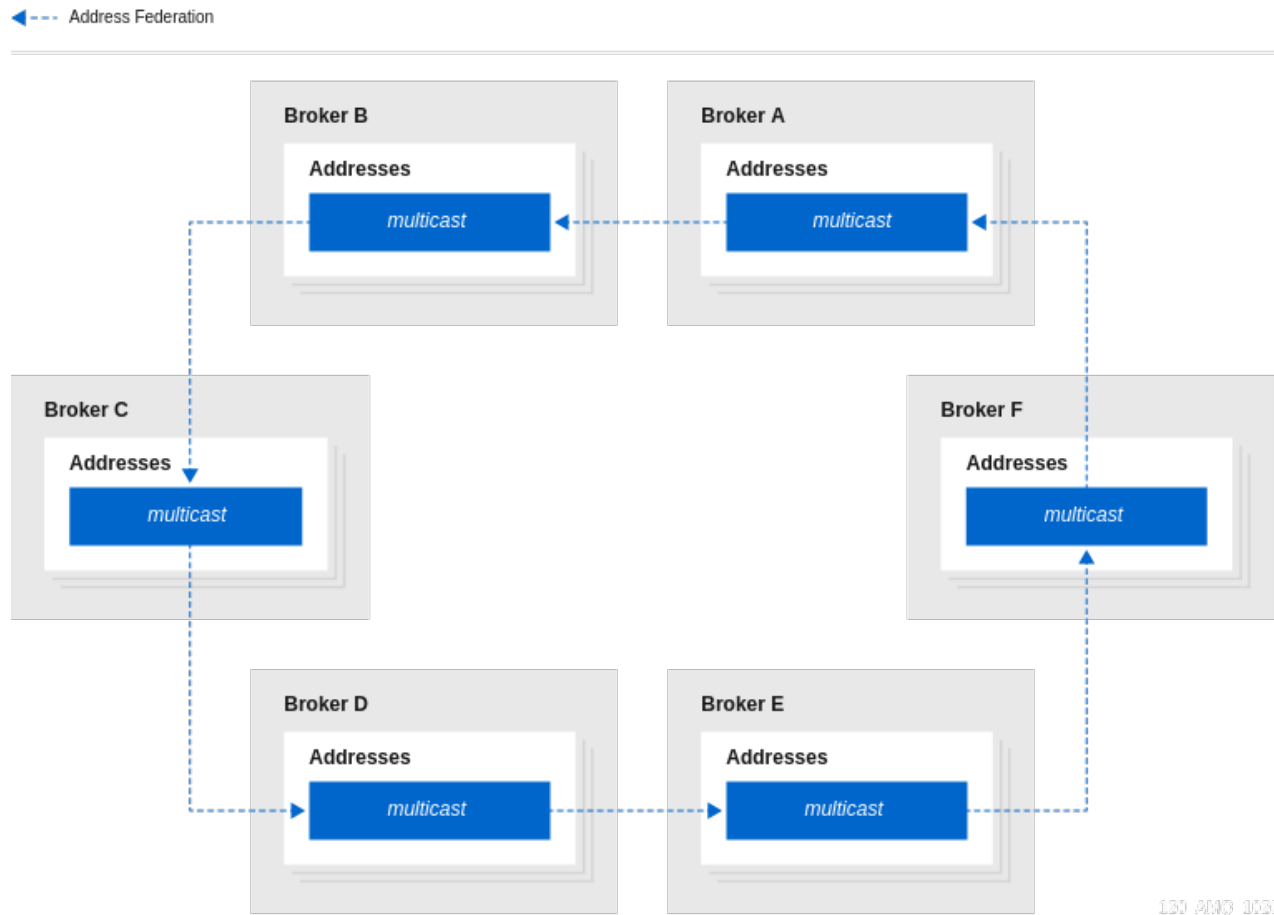 Address Federation
Broker B
Broker A
Addresses
Addresses
multicast
multicast
Broker C
Broker F
Addresses
Addresses
multicast
multicast
Broker D
Broker E
Addresses
Addresses
multicast
multicast